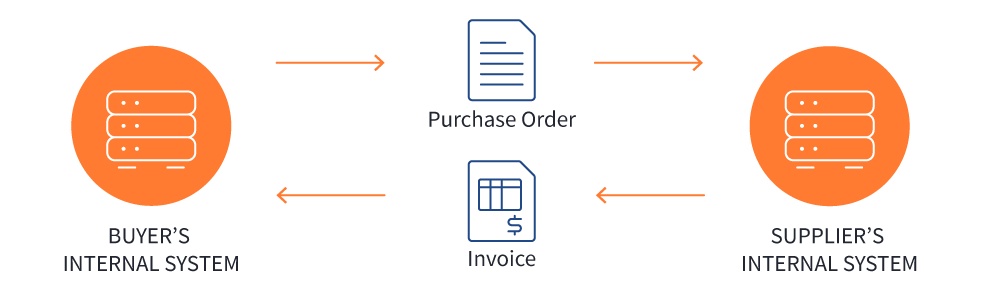 Purchase Order
Invoice
BUYER’S
INTERNAL SYSTEM
SUPPLIER’S
INTERNAL SYSTEM
$